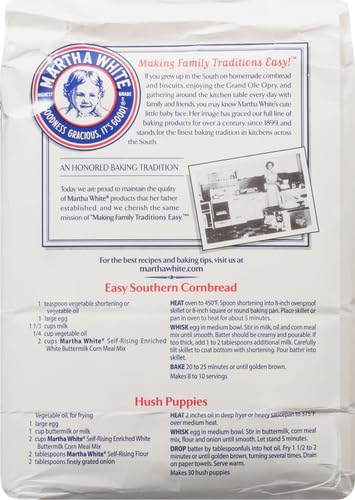 MARTHA WHITE®
HIGHEST GRADE
GOODNESS GRACIOUS, IT'S GOOD!®
Making Family Traditions Easy!™
If you grew up in the South on homemade cornbread
and biscuits, enjoying the Grand Ole Opry, and
gathering around the kitchen table every day with
family and friends, you may know Martha White's cute
little baby face. Her image has graced our full line of
baking products for over a century, since 1899, and
stands for the finest baking tradition in kitchens across
the South.
AN HONORED BAKING TRADITION
Today we are proud to maintain the quality
of Martha White® products that her father
established, and we cherish the same
mission of "Making Family Traditions Easy."™
For the best recipes and baking tips, visit us at
marthawhite.com
Easy Southern Cornbread
1 teaspoon vegetable shortening or
vegetable oil
1 large egg
1 1/3 cups milk
1/4 cup vegetable oil
2 cups Martha White® Self-Rising Enriched
White Buttermilk Corn Meal Mix
HEAT oven to 450°F. Spoon shortening into 8-inch ovenproof
skillet or 8-inch square or round baking pan. Place skillet or
pan in oven to heat for about 5 minutes.
WHISK egg in medium bowl. Stir in milk, oil and corn meal
mix until smooth. Batter should be creamy and pourable. If
too thick, add 1 to 2 tablespoons additional milk. Carefully
tilt skillet to coat bottom with shortening. Pour batter into
skillet.
BAKE 20 to 25 minutes or until golden brown.
Makes 8 to 10 servings
Hush Puppies
Vegetable oil, for frying
1 large egg
1 cup buttermilk or milk
2 cups Martha White® Self-Rising Enriched White
Buttermilk Corn Meal Mix
2 tablespoons Martha White® Self-Rising Flour
2 tablespoons finely grated onion
HEAT 2 inches oil in deep fryer or heavy saucepan to 375°F
over medium heat.
WHISK egg in medium bowl. Stir in buttermilk, corn meal
mix, flour and onion until smooth. Let stand 5 minutes.
DROP batter by tablespoonfuls into hot oil. Fry 1 1/2 to 2
minutes or until golden brown, turning several times. Drain
on paper towels. Serve warm.
Makes 30 hush puppies